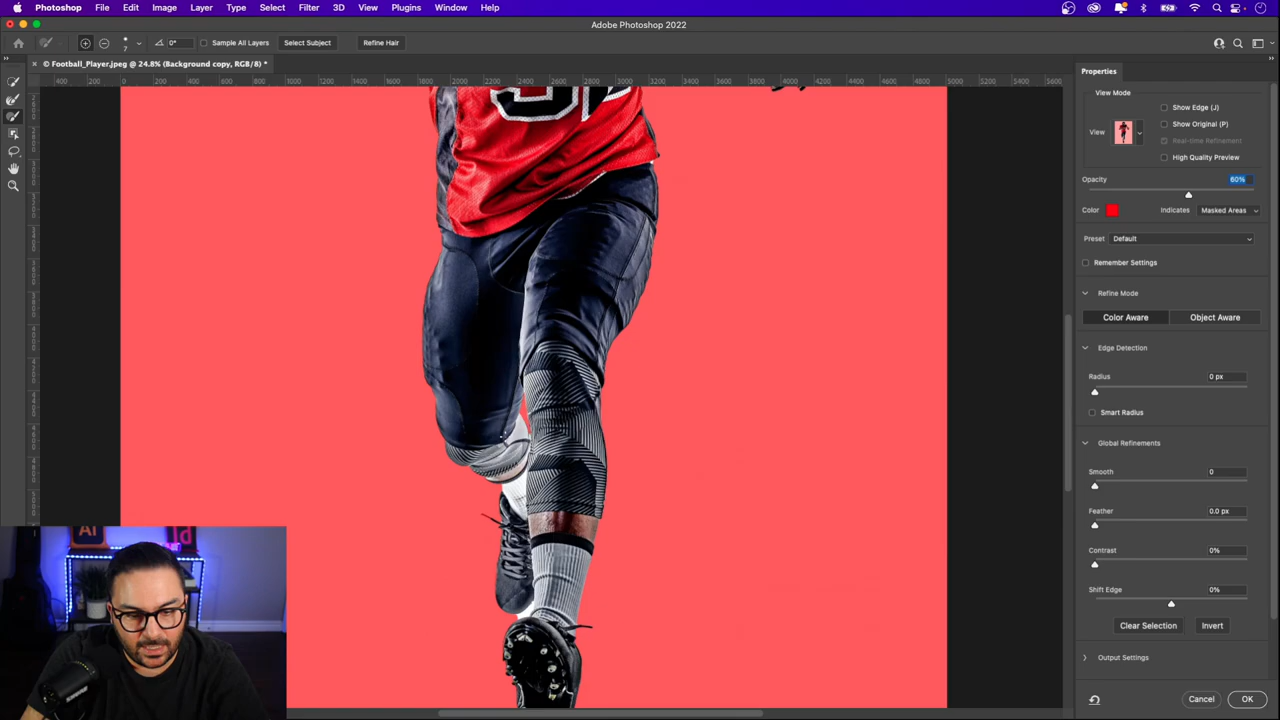 Photoshop File Edit Image Layer Type Select Filter 3D View Plugins Window Help
Adobe Photoshop 2022
7 0° Sample All Layers Select Subject Refine Hair
© Football_Player.jpeg @ 24.8% (Background copy, RGB/8) *
Properties
View Mode
Show Edge (J)
View
Show Original (P)
Real-time Refinement
High Quality Preview
Opacity 60%
Color Indicates Masked Areas
Preset Default
Remember Settings
Refine Mode
Color Aware Object Aware
Edge Detection
Radius 0 px
Smart Radius
Global Refinements
Smooth 0
Feather 0.0 px
Contrast 0%
Shift Edge 0%
Clear Selection Invert
Output Settings
Cancel OK
Ai
Id